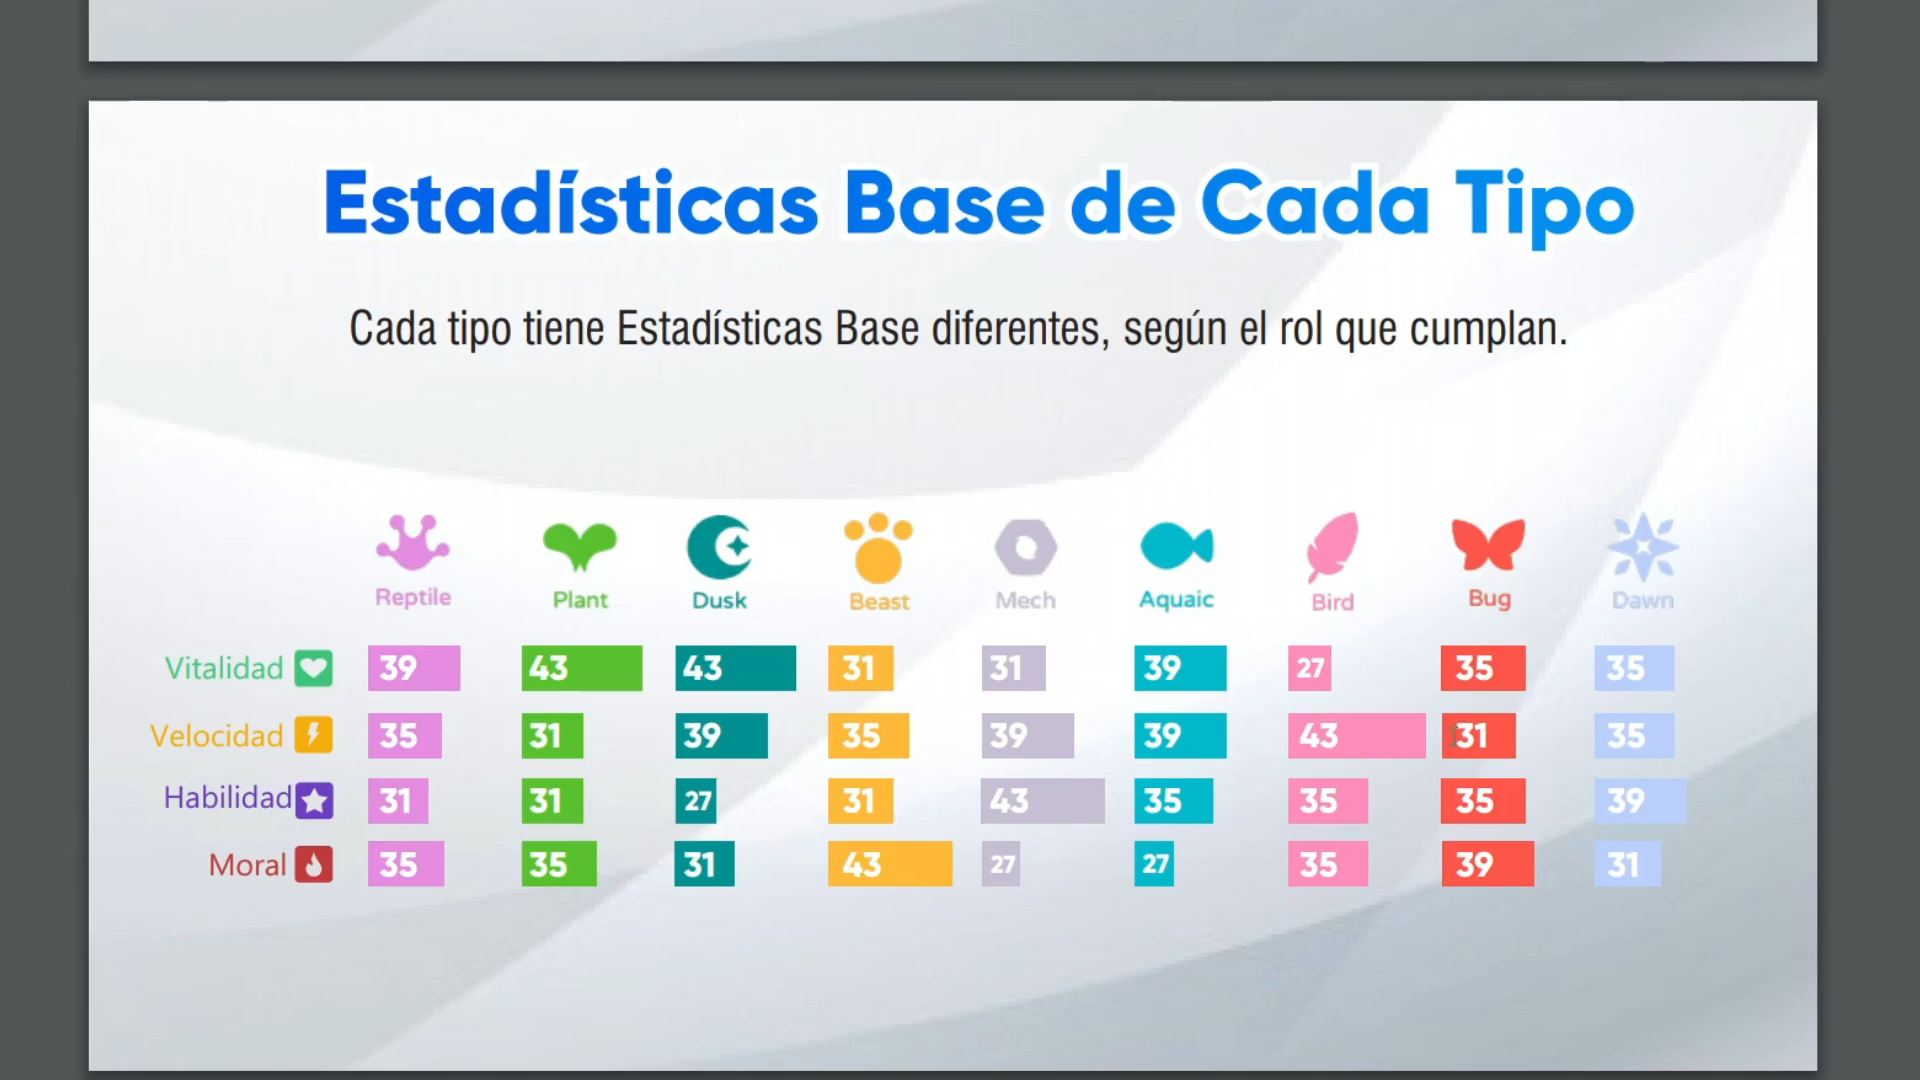 Estadísticas Base de Cada Tipo
Cada tipo tiene Estadísticas Base diferentes, según el rol que cumplan.
Reptile Plant Dusk Beast Mech Aquaic Bird Bug Dawn
Vitalidad 39 43 43 31 31 39 27 35 35
Velocidad 35 31 39 35 39 39 43 31 35
Habilidad 31 31 27 31 43 35 35 35 39
Moral 35 35 31 43 27 27 35 39 31